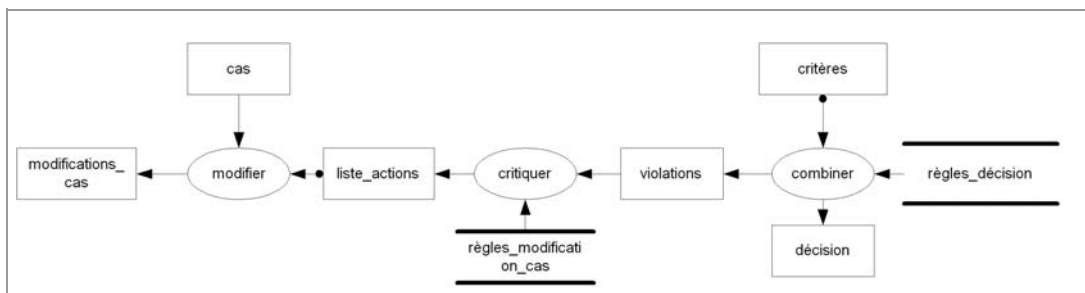 cas
critères
modifications_
cas
modifier
liste_actions
critiquer
violations
combiner
règles_décision
règles_modificati
on_cas
décision